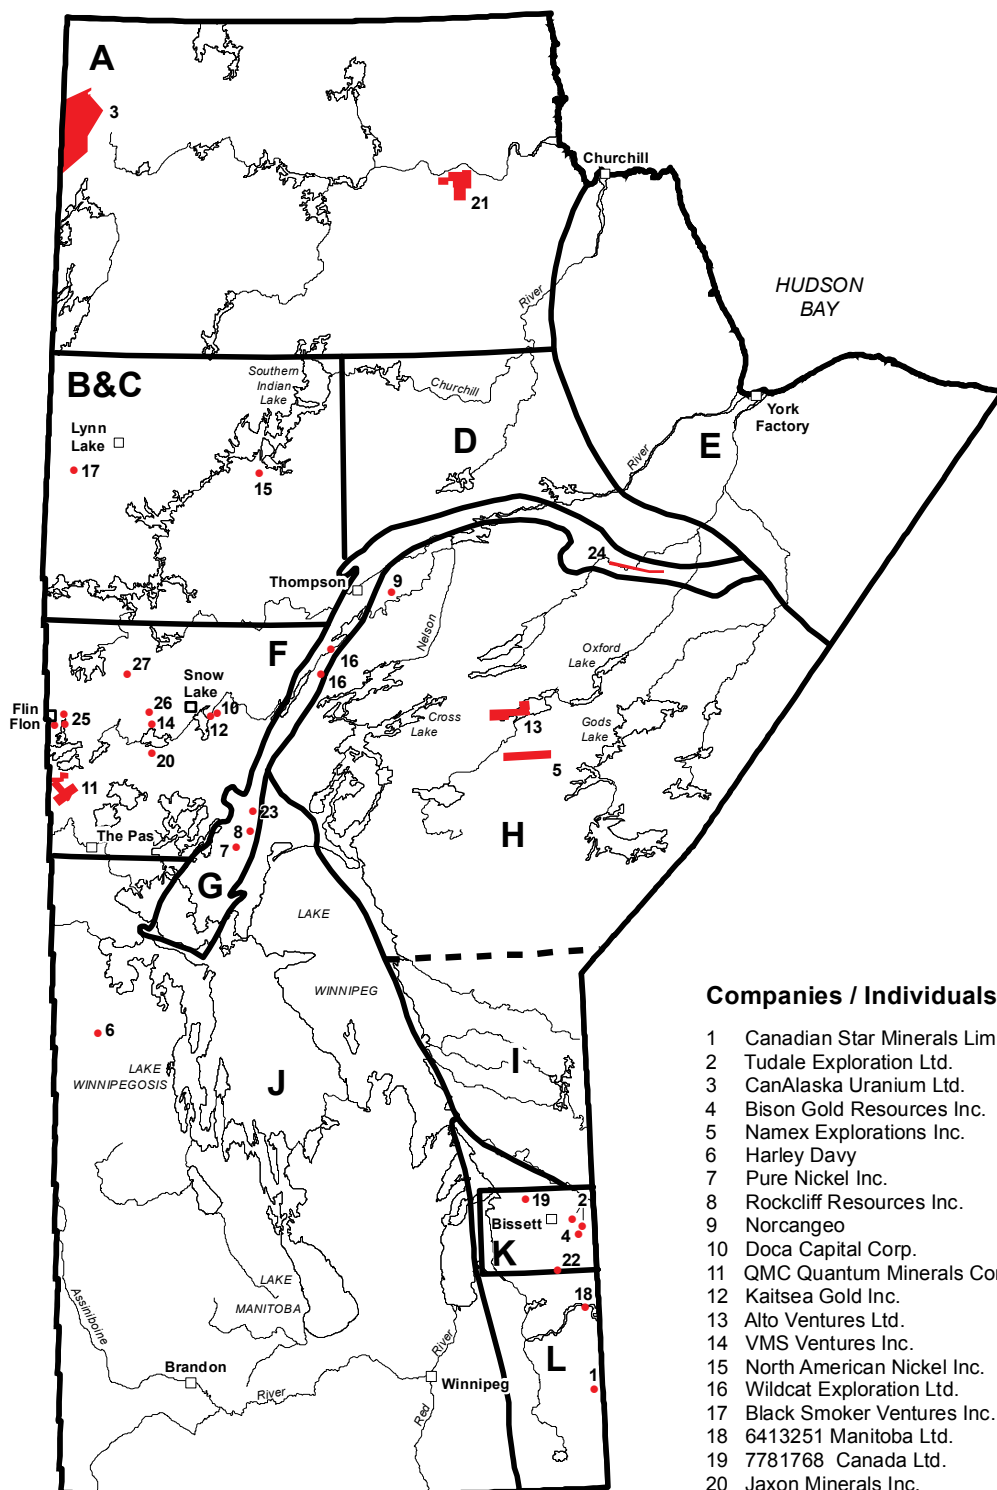 A
3
Churchill
21
HUDSON
BAY
River
B&C
Southern
Indian
Lake
Churchill
Lynn
Lake
D
York
Factory
River
E
17
15
24
Thompson
9
Nelson
F
16
Oxford
Lake
27
16
Snow
Lake
26
10
Flin
Flon
25
14
12
Cross
Lake
13
Gods
Lake
20
5
11
23
8
The Pas
7
H
G
LAKE
WINNIPEG
6
LAKE
WINNIPEGOSIS
J
I
19
2
Bissett
4
K
22
LAKE
MANITOBA
18
Assiniboine
River
L
Brandon
1
River
Winnipeg
Red
Companies / Individuals
1 Canadian Star Minerals Lim
2 Tudale Exploration Ltd.
3 CanAlaska Uranium Ltd.
4 Bison Gold Resources Inc.
5 Namex Explorations Inc.
6 Harley Davy
7 Pure Nickel Inc.
8 Rockcliff Resources Inc.
9 Norcangeo
10 Doca Capital Corp.
11 QMC Quantum Minerals Cor
12 Kaitsea Gold Inc.
13 Alto Ventures Ltd.
14 VMS Ventures Inc.
15 North American Nickel Inc.
16 Wildcat Exploration Ltd.
17 Black Smoker Ventures Inc.
18 6413251 Manitoba Ltd.
19 7781768 Canada Ltd.
20 Jaxon Minerals Inc.